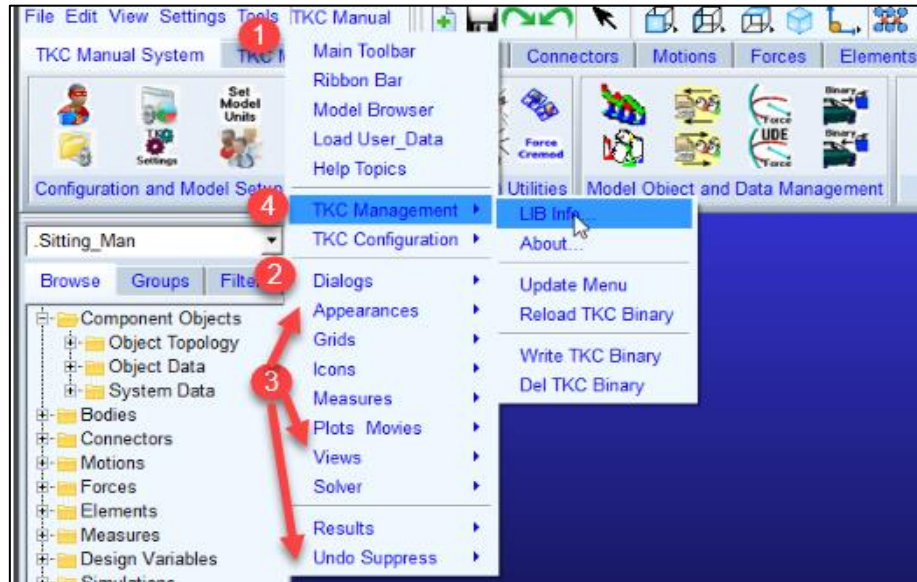 File Edit View Settings Tools TKC Manual
1
TKC Manual System
Connectors Motions Forces Elements
Set
Model
Units
TKC
Settings
Force
Cremod
Force
UDE
Force
Binary
Binary
Configuration and Model
Utilities
Model Object and Data Management
Main Toolbar
Ribbon Bar
Model Browser
Load User_Data
Help Topics
4
TKC Management
TKC Configuration
2
Dialogs
Appearances
Grids
Icons
3
Measures
Plots Movies
Views
Solver
Results
Undo Suppress
LIB Info...
About...
Update Menu
Reload TKC Binary
Write TKC Binary
Del TKC Binary
.Sitting_Man
Browse Groups
Component Objects
Object Topology
Object Data
System Data
Bodies
Connectors
Motions
Forces
Elements
Measures
Design Variables
Simulations